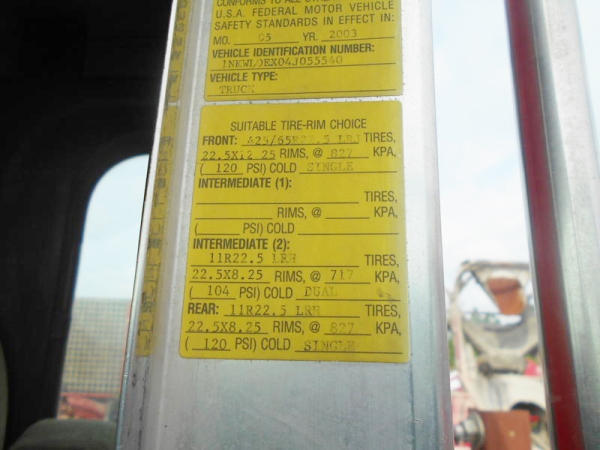 CONFORMS TO ALL
U.S.A. FEDERAL MOTOR VEHICLE
SAFETY STANDARDS IN EFFECT IN:
MO. 05 YR. 2003
VEHICLE IDENTIFICATION NUMBER:
VEHICLE TYPE:
TRUCK
SUITABLE TIRE-RIM CHOICE
FRONT: 425/65R22.5 LRJ TIRES,
22.5X12.25 RIMS, @ 827 KPA,
( 120 PSI) COLD SINGLE
INTERMEDIATE (1):
TIRES,
RIMS, @ KPA,
( PSI) COLD
INTERMEDIATE (2):
11R22.5 LRH TIRES,
22.5X8.25 RIMS, @ 717 KPA,
( 104 PSI) COLD DUAL
REAR: 11R22.5 LRH TIRES,
22.5X8.25 RIMS, @ 827 KPA,
( 120 PSI) COLD SINGLE